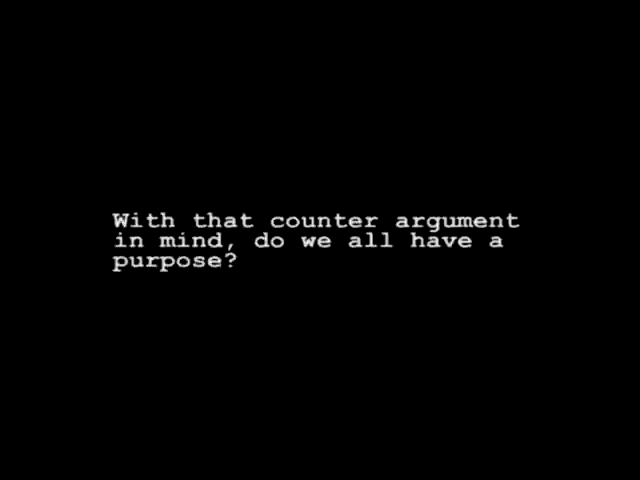 With that counter argument
in mind, do we all have a
purpose?